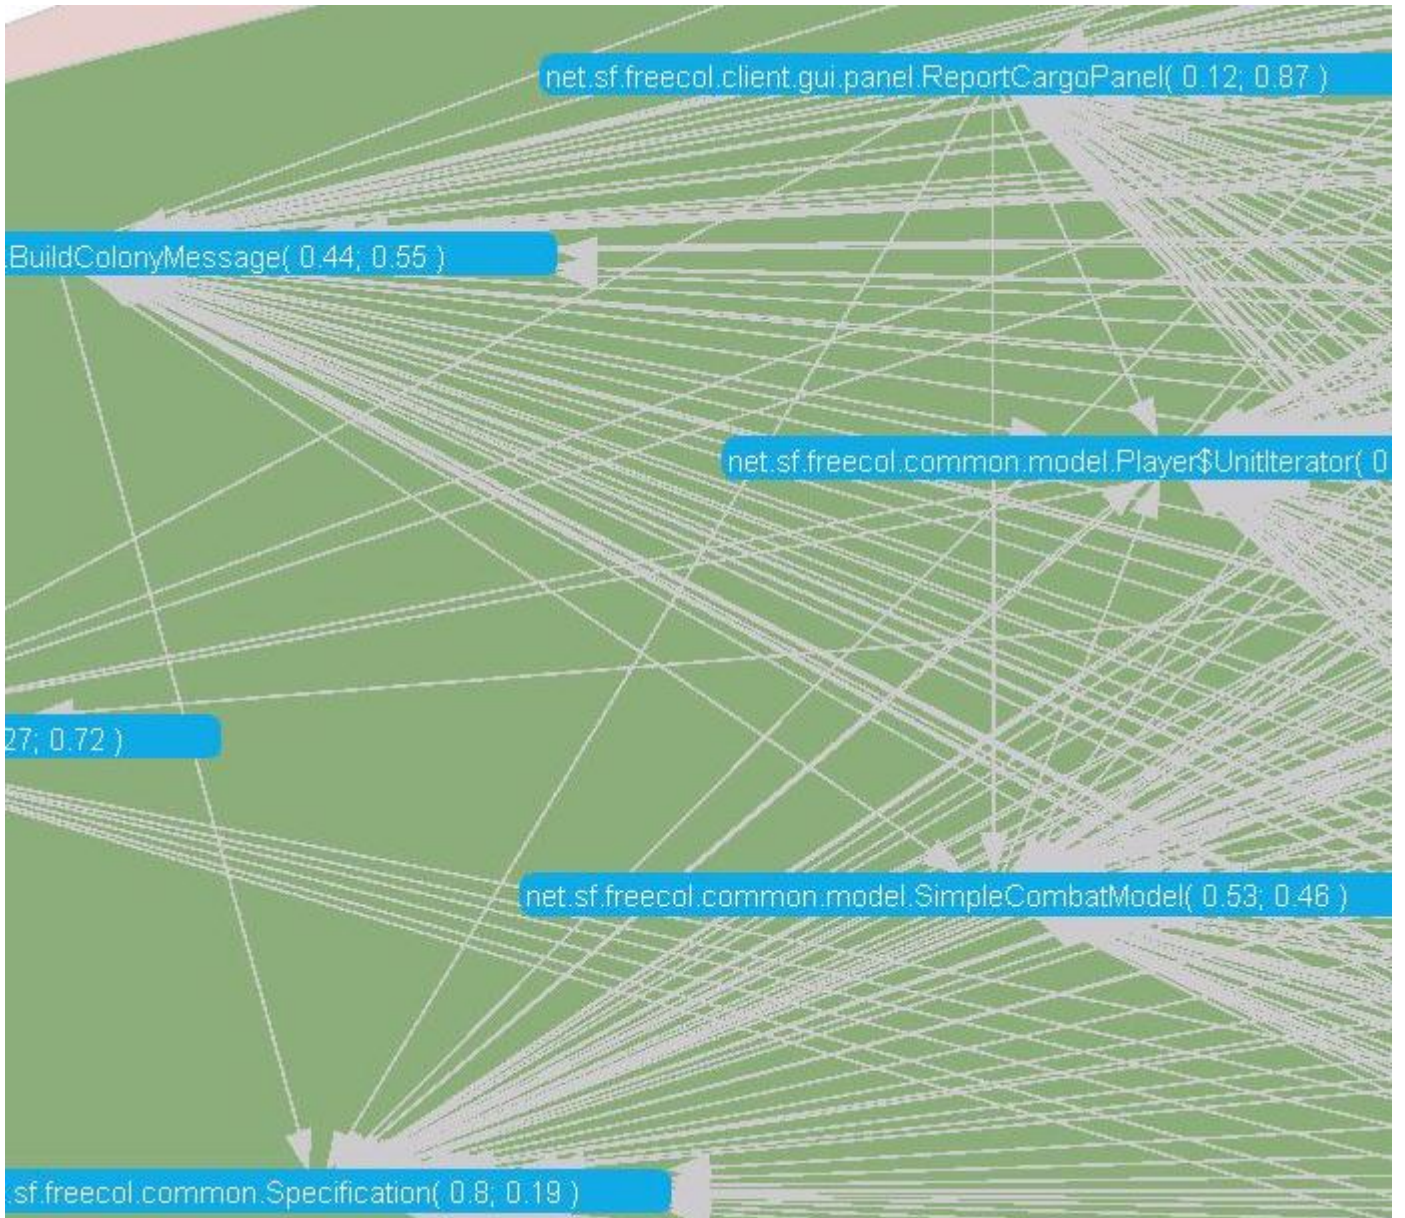 net.sf.freecol.client.gui.panel.ReportCargoPanel( 0.12; 0.87 )
.BuildColonyMessage( 0.44; 0.55 )
net.sf.freecol.common.model.Player$UnitIterator( 0
27; 0.72 )
net.sf.freecol.common.model.SimpleCombatModel( 0.53; 0.46 )
.sf.freecol.common.Specification( 0.8; 0.19 )